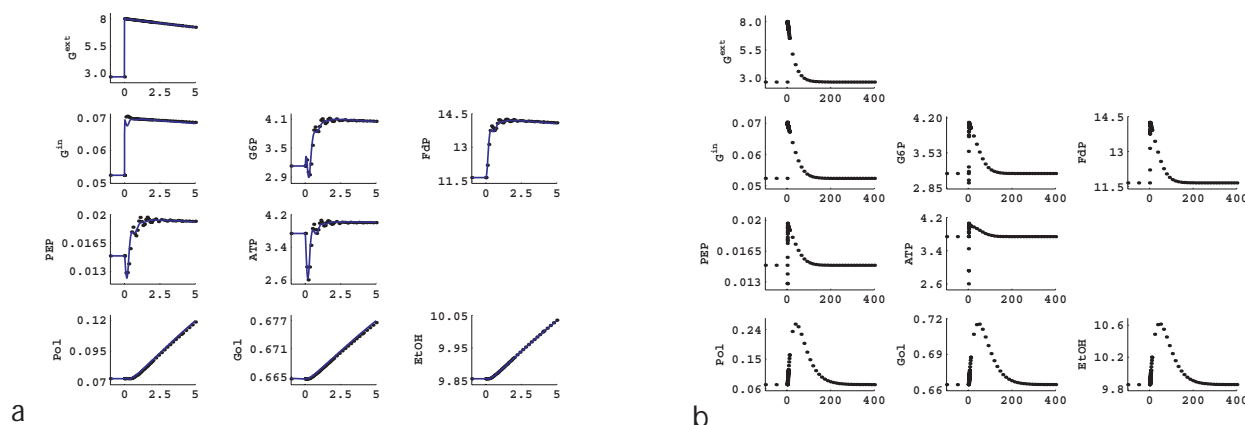 8
5.5
3.0
G^ext
0 2.5 5
0.07
0.06
0.05
G^in
0 2.5 5
4.1
3.5
2.9
G6P
0 2.5 5
14.5
13
11.5
FdP
0 2.5 5
0.02
0.0165
0.013
PEP
0 2.5 5
4.2
3.4
2.6
ATP
0 2.5 5
0.12
0.095
0.07
Pol
0 2.5 5
0.677
0.671
0.665
Gol
0 2.5 5
10.05
9.95
9.85
EtOH
0 2.5 5
a
8.0
5.5
3.0
G^ext
0 200 400
0.07
0.06
0.05
G^in
0 200 400
4.20
3.53
2.85
G6P
0 200 400
14.5
13
11.5
FdP
0 200 400
0.02
0.0165
0.013
PEP
0 200 400
4.2
3.4
2.6
ATP
0 200 400
0.24
0.15
0.06
Pol
0 200 400
0.72
0.69
0.66
Gol
0 200 400
10.6
10.2
9.8
EtOH
0 200 400
b